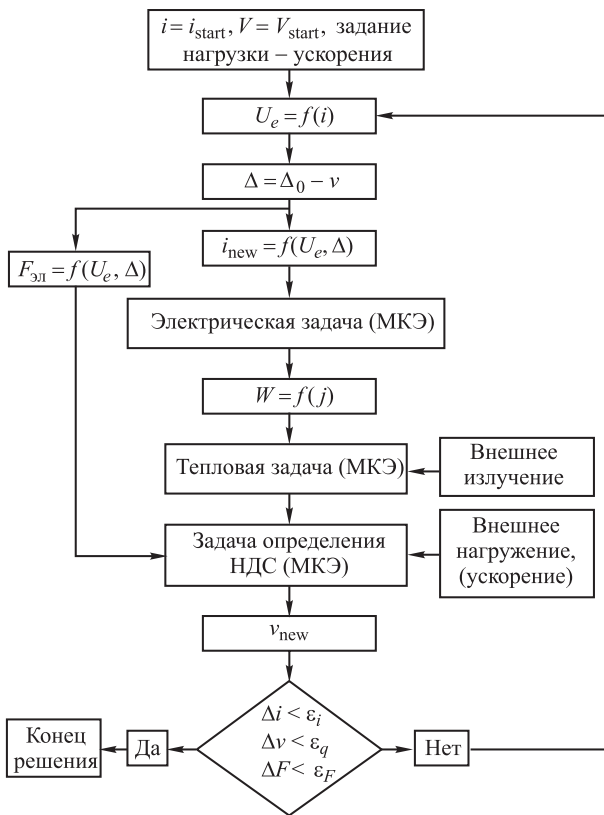 i = i_start, V = V_start, задание
нагрузки – ускорения
U_e = f(i)
Δ = Δ_0 – v
F_эл = f(U_e, Δ)
i_new = f(U_e, Δ)
Электрическая задача (МКЭ)
W = f(j)
Тепловая задача (МКЭ)
Внешнее
излучение
Задача определения
НДС (МКЭ)
Внешнее
нагружение,
(ускорение)
v_new
Δi < ε_i
Δv < ε_q
ΔF < ε_F
Конец
решения
Да
Нет